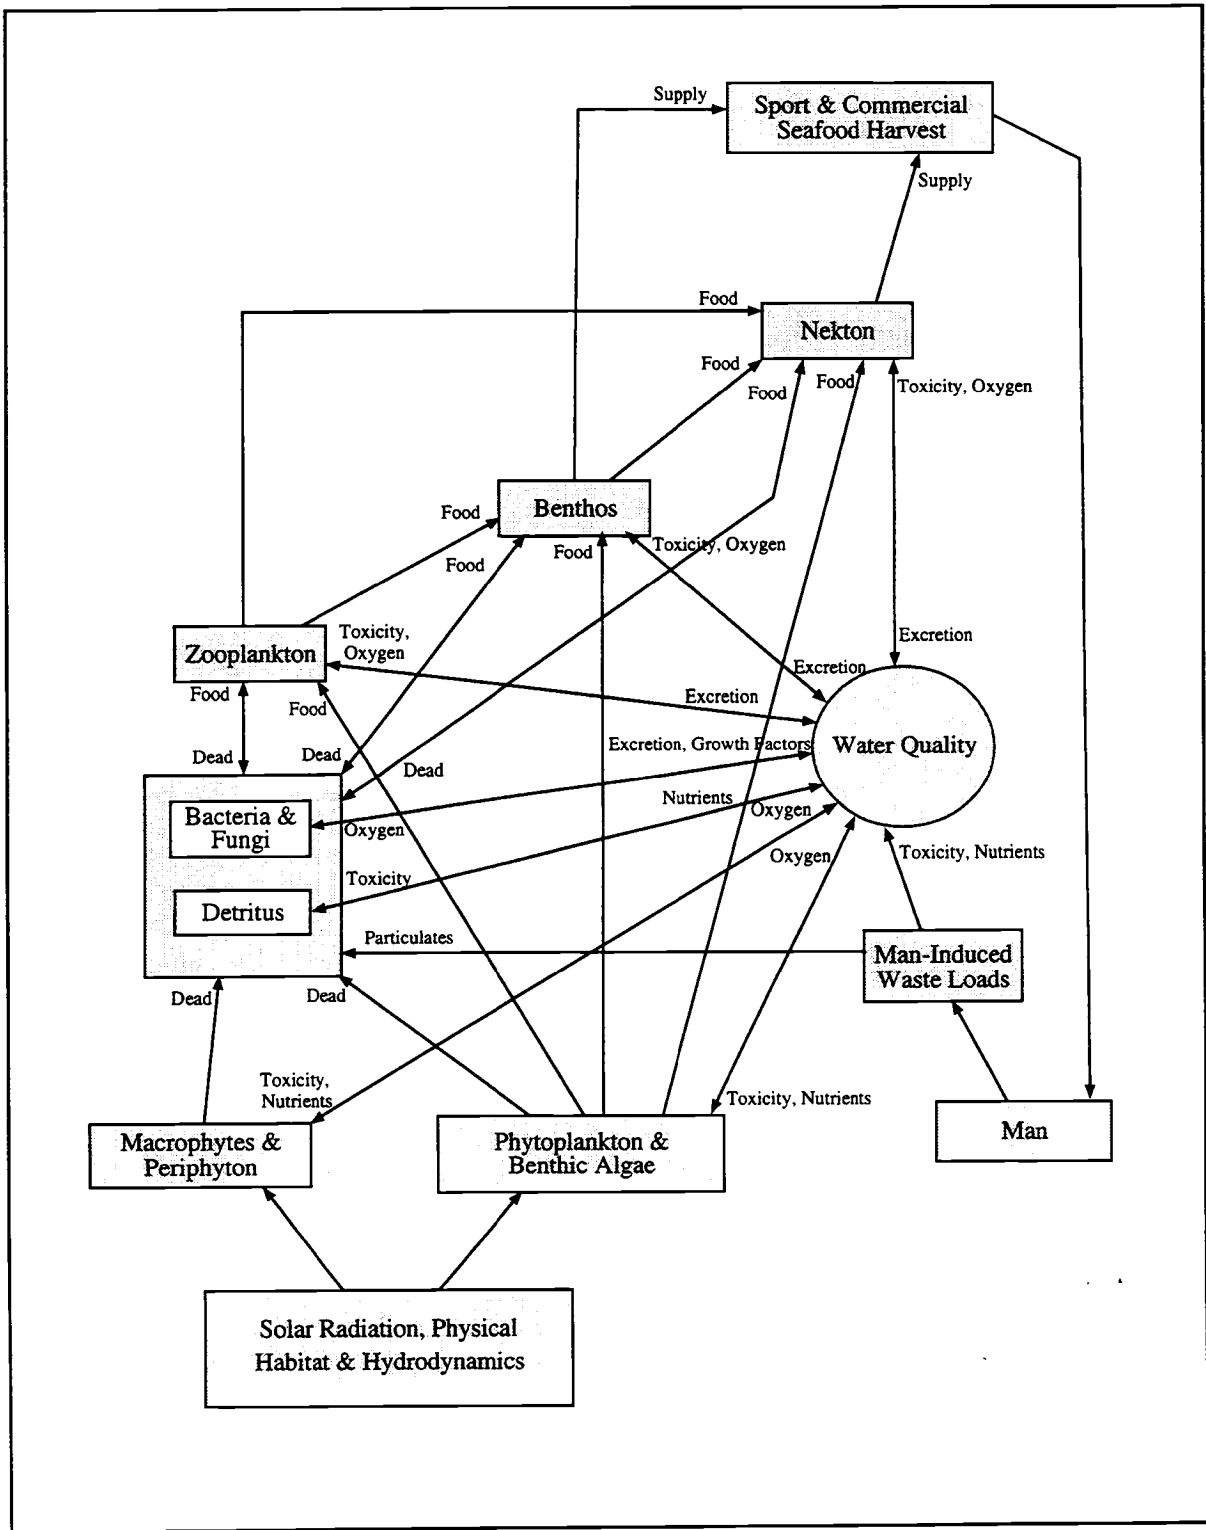 Supply
Sport & Commercial
Seafood Harvest
Supply
Food
Nekton
Food
Food
Food
Toxicity, Oxygen
Food
Benthos
Food
Food
Toxicity, Oxygen
Zooplankton
Toxicity,
Oxygen
Excretion
Excretion
Excretion
Food
Food
Dead
Dead
Dead
Excretion, Growth Factors
Water Quality
Bacteria &
Fungi
Oxygen
Nutrients
Oxygen
Oxygen
Toxicity, Nutrients
Toxicity
Detritus
Particulates
Man-Induced
Waste Loads
Dead
Dead
Toxicity,
Nutrients
Toxicity, Nutrients
Macrophytes &
Periphyton
Phytoplankton &
Benthic Algae
Man
Solar Radiation, Physical
Habitat & Hydrodynamics